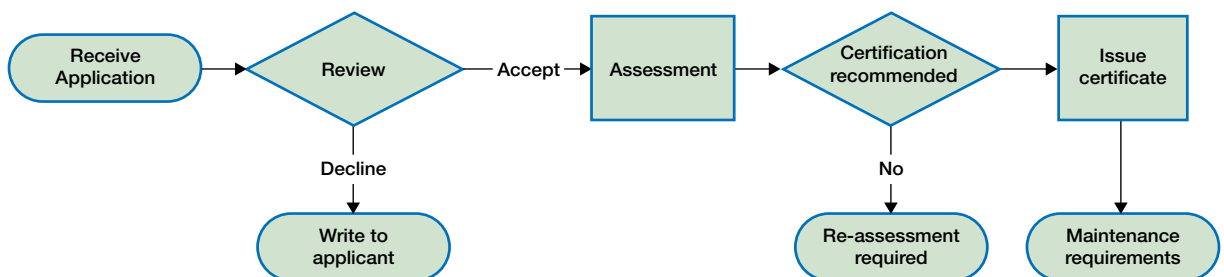 Receive
Application
Review
Accept
Assessment
Certification
recommended
Issue
certificate
Decline
No
Write to
applicant
Re-assessment
required
Maintenance
requirements